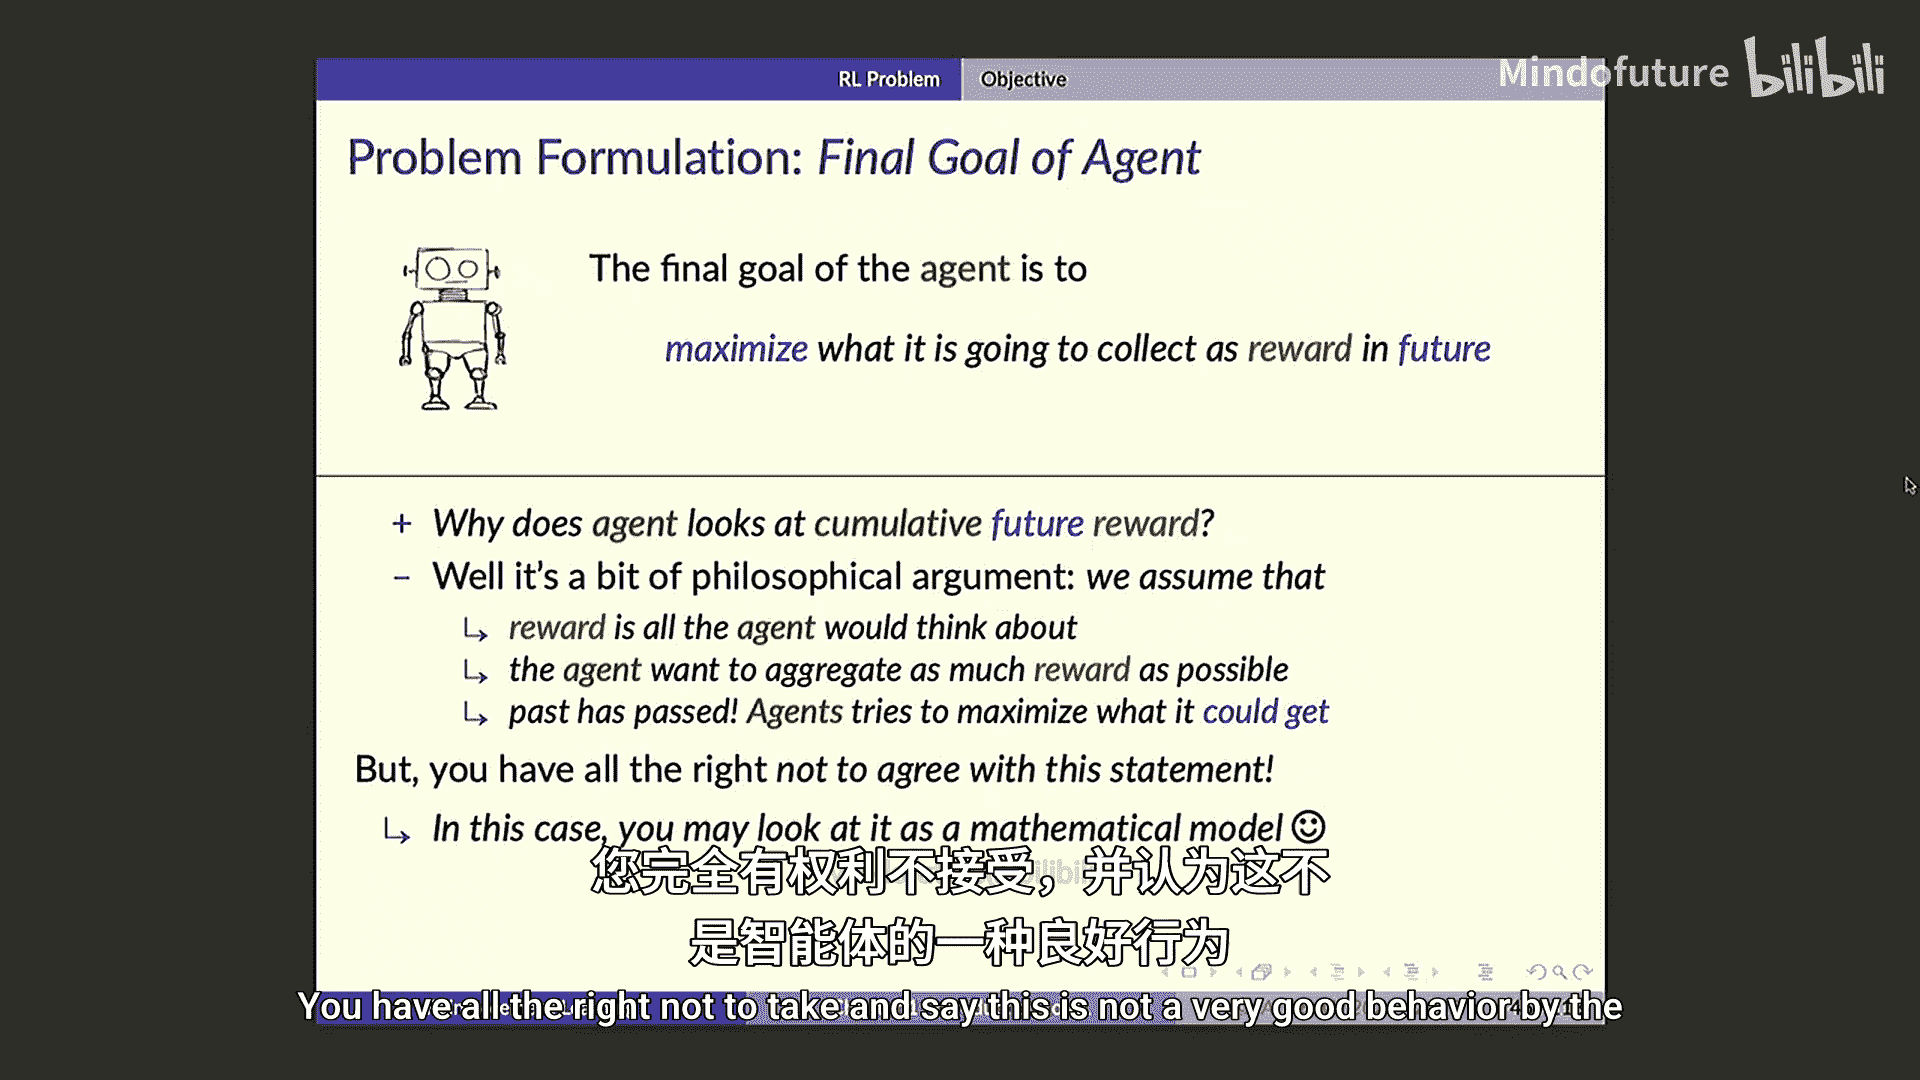 RL Problem
Objective
Mindofuture bilibili
Problem Formulation: Final Goal of Agent
The final goal of the agent is to
maximize what it is going to collect as reward in future
+ Why does agent looks at cumulative future reward?
– Well it's a bit of philosophical argument: we assume that
↳ reward is all the agent would think about
↳ the agent want to aggregate as much reward as possible
↳ past has passed! Agents tries to maximize what it could get
But, you have all the right not to agree with this statement!
↳ In this case, you may look at it as a mathematical model ☺
您完全有权利不接受，并认为这不
是智能体的一种良好行为
You have all the right not to take and say this is not a very good behavior by the